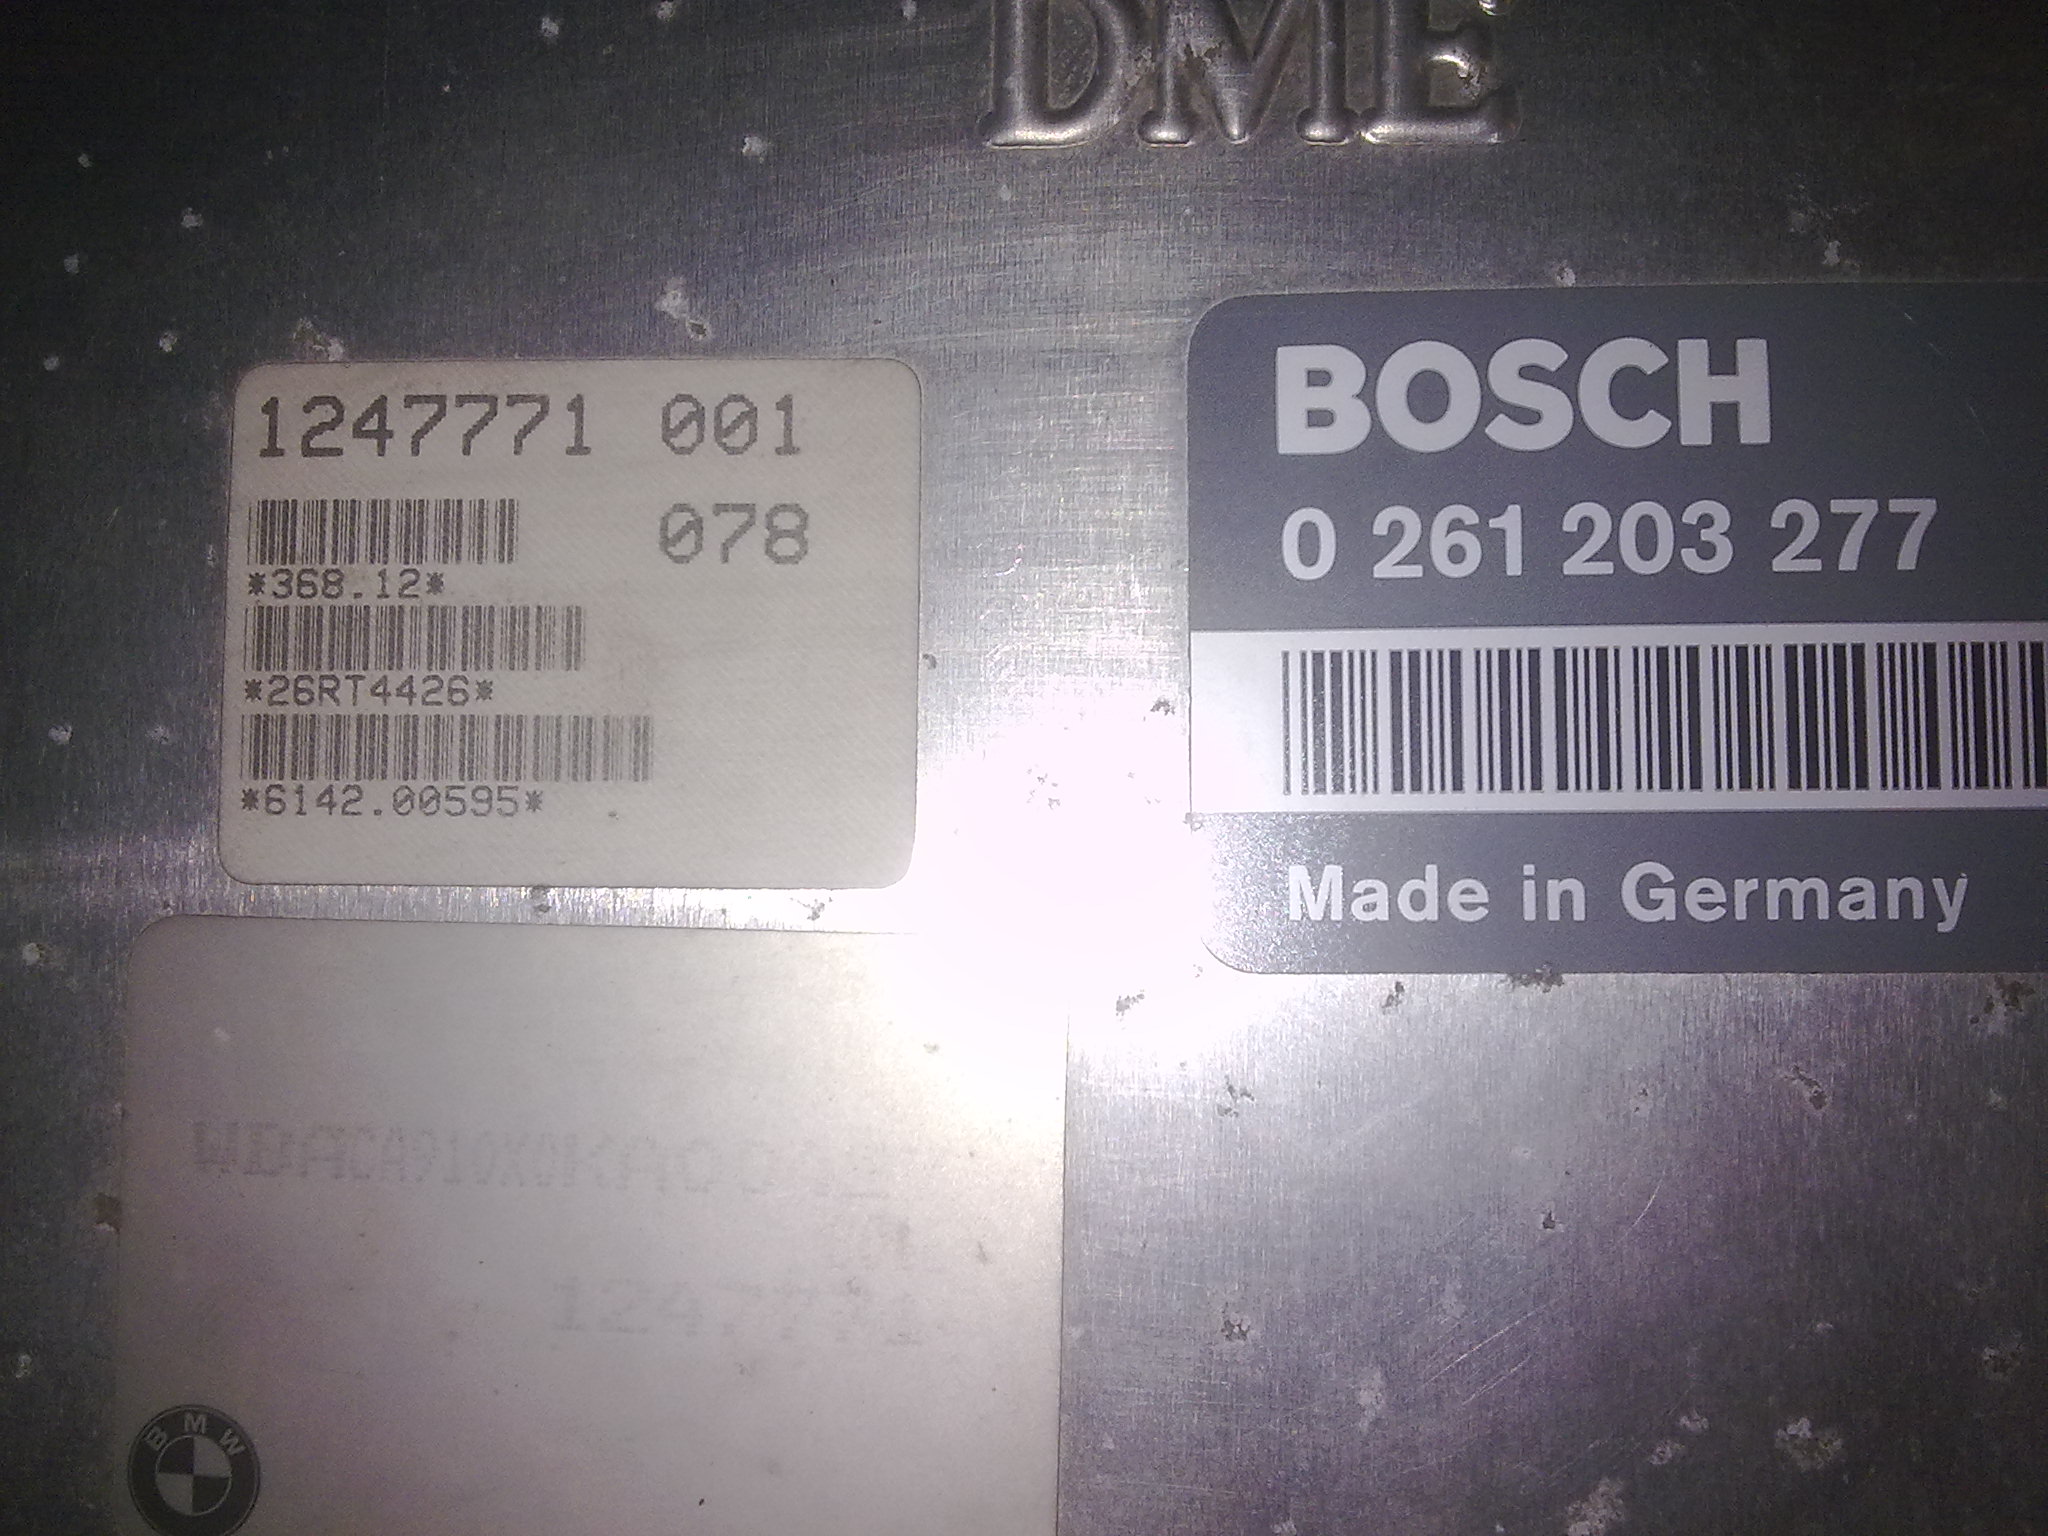 DME
1247771 001
078
*368.12*
*26RT4426*
*6142.00595*
BOSCH
0 261 203 277
Made in Germany
BMW